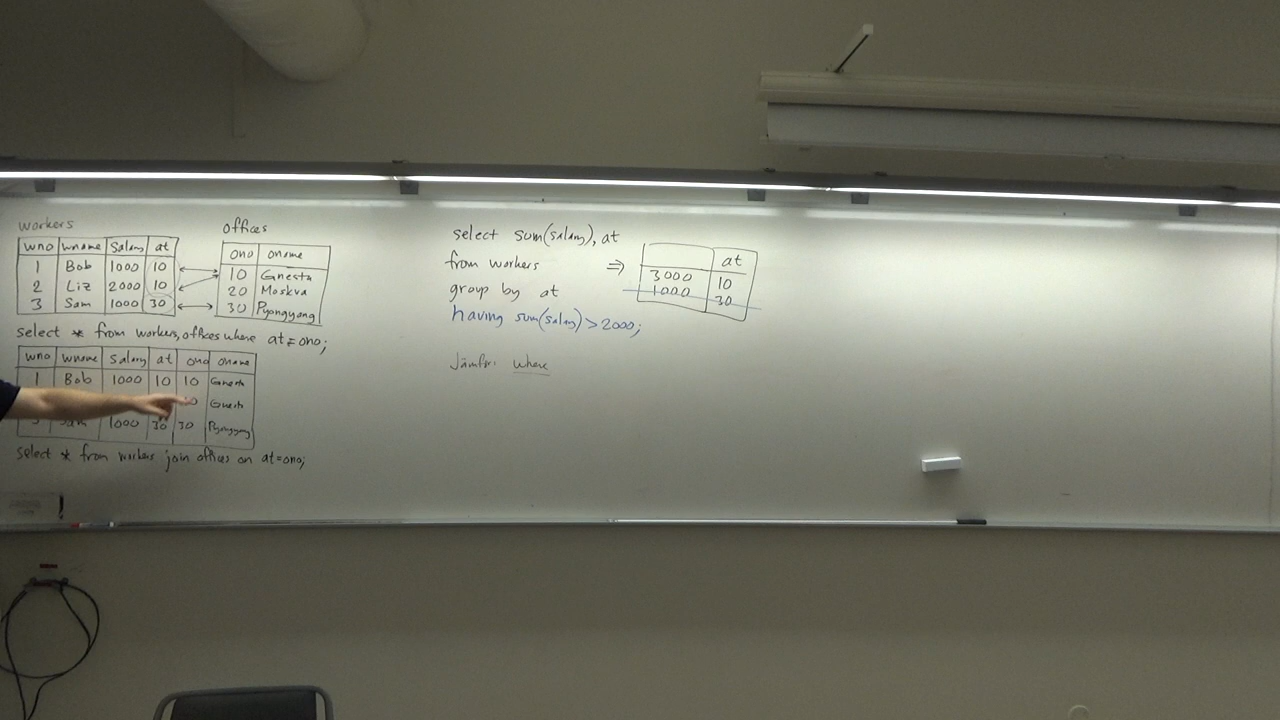 workers
wno wname Salary at
1 Bob 1000 10
2 Liz 2000 10
3 Sam 1000 30
offices
ono oname
10 Gnesta
20 Moskva
30 Pyongyang
select * from workers, offices where at = ono;
wno wname Salary at ono oname
1 Bob 1000 10 10 Gnesta
Gnesta
3 Sam 1000 30 30 Pyongyang
select * from workers join offices on at=ono;
select sum(salary), at
from workers
group by at
having sum(salary) > 2000;
⇒
at
3000 10
1000 30
Jämför: where